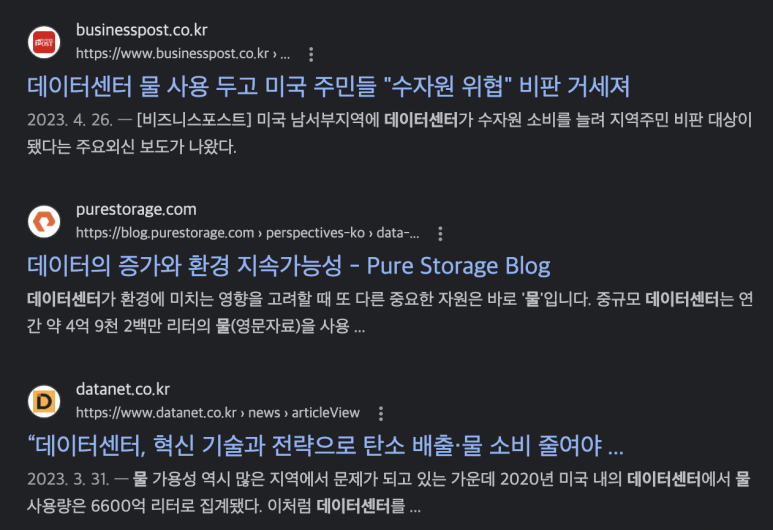 businesspost.co.kr
https://www.businesspost.co.kr › ...
데이터센터 물 사용 두고 미국 주민들 "수자원 위협" 비판 거세져
2023. 4. 26. — [비즈니스포스트] 미국 남서부지역에 데이터센터가 수자원 소비를 늘려 지역주민 비판 대상이
됐다는 주요외신 보도가 나왔다.
purestorage.com
https://blog.purestorage.com › perspectives-ko › data-...
데이터의 증가와 환경 지속가능성 - Pure Storage Blog
데이터센터가 환경에 미치는 영향을 고려할 때 또 다른 중요한 자원은 바로 '물'입니다. 중규모 데이터센터는 연
간 약 4억 9천 2백만 리터의 물(영문자료)을 사용 ...
datanet.co.kr
https://www.datanet.co.kr › news › articleView
“데이터센터, 혁신 기술과 전략으로 탄소 배출·물 소비 줄여야 ...
2023. 3. 31. — 물 가용성 역시 많은 지역에서 문제가 되고 있는 가운데 2020년 미국 내의 데이터센터에서 물
사용량은 6600억 리터로 집계됐다. 이처럼 데이터센터를 ...